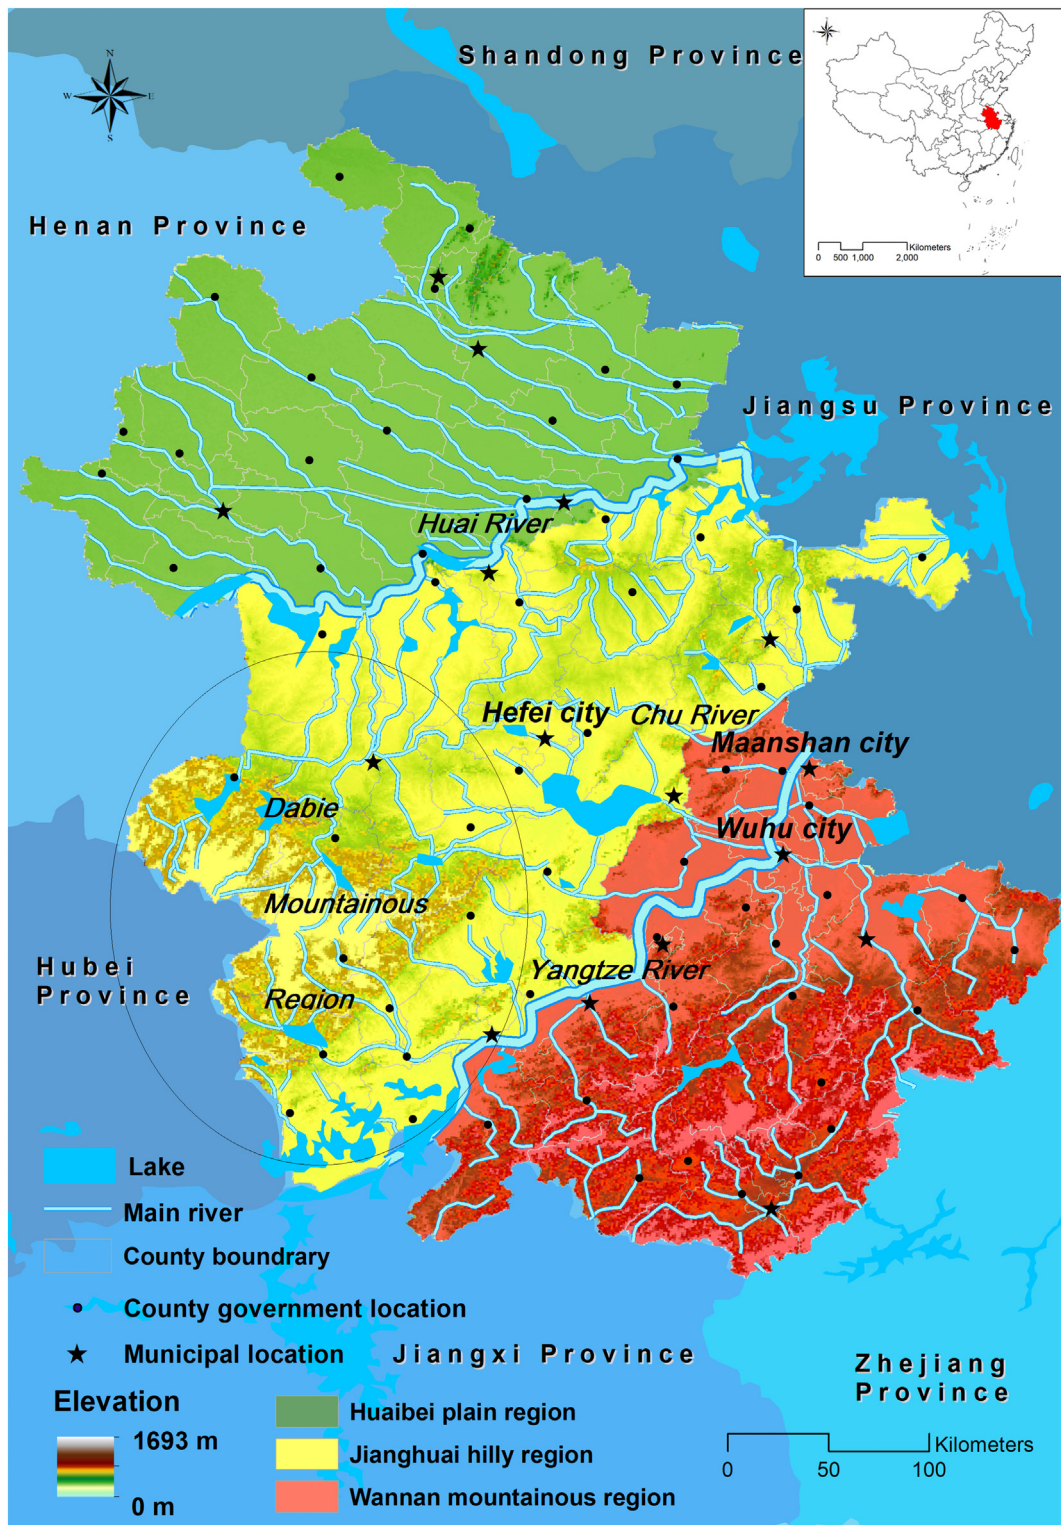 Shandong Province
N
W E
S
0 500 1,000 2,000 Kilometers
Henan Province
Jiangsu Province
Huai River
Hefei city
Chu River
Maanshan city
Dabie
Wuhu city
Mountainous
Yangtze River
Hubei
Province
Region
Lake
Main river
County boundrary
County government location
Municipal location
Jiangxi Province
Zhejiang
Province
Elevation
1693 m
0 m
Huaibei plain region
Jianghuai hilly region
Wannan mountainous region
Kilometers
0 50 100